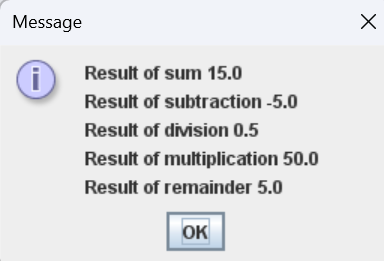 Message
Result of sum 15.0
Result of subtraction -5.0
Result of division 0.5
Result of multiplication 50.0
Result of remainder 5.0
OK